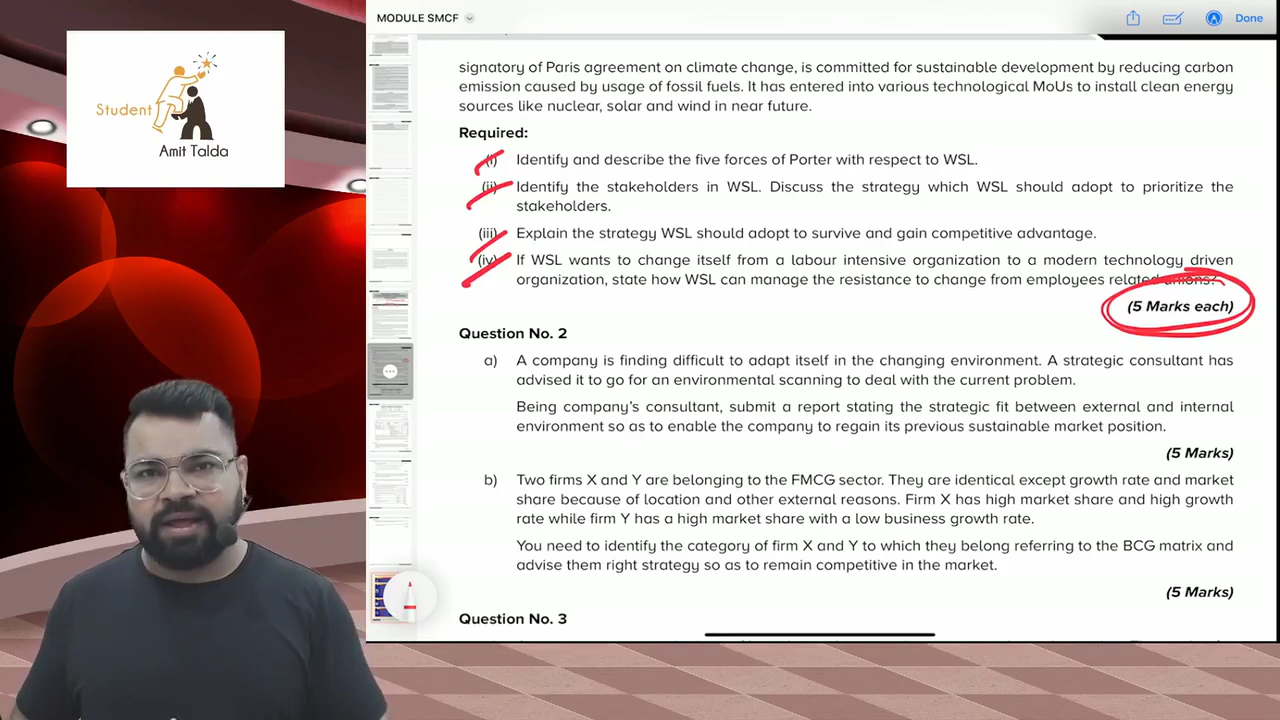 MODULE SMCF
Done
Student
Amit Talda
signatory of Paris agreement on climate change, committed for sustainable development by reducing carbon
emission caused by usage of fossil fuels. It has entered into various technological MoUs to install clean energy
sources like nuclear, solar and wind in near future.
Required:
(i) Identify and describe the five forces of Porter with respect to WSL.
(ii) Identify the stakeholders in WSL. Discuss the strategy which WSL should adopt to prioritize the
stakeholders.
(iii) Explain the strategy WSL should adopt to survive and gain competitive advantage.
(iv) If WSL wants to change itself from a labour intensive organization to a modern technology driven
organization, state how WSL can manage the resistance to change from employees related unions?
(5 Marks each)
Question No. 2
a) A company is finding difficulty to adapt itself to the changing environment. A strategic consultant has
advised it to go for an environmental scanning to deal with the current problem.
Being company's consultant, submit a report stating the strategic fit between external and internal
environment so as to enable the company to regain its previous sustainable market position.
(5 Marks)
b) Two firms X and Y are belonging to the FMCG sector. They are identical except growth rate and market
share because of location and other external reasons. Firm X has high market share and high growth
rate while firm Y has a high market share in a low business growth rate.
You need to identify the category of firm X and Y to which they belong referring to the BCG matrix and
advise them right strategy so as to remain competitive in the market.
(5 Marks)
Question No. 3